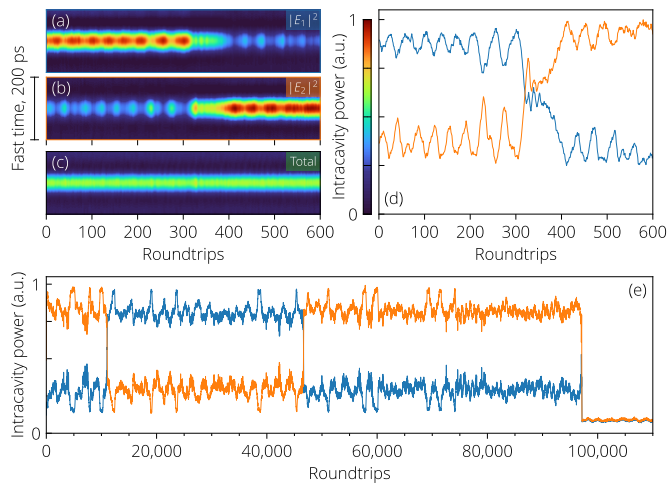 (a)
|E₁|²
(b)
|E₂|²
(c)
Total
Fast time, 200 ps
0 100 200 300 400 500 600
Roundtrips
1
0
Intracavity power (a.u.)
(d)
0 100 200 300 400 500 600
Roundtrips
1
0
Intracavity power (a.u.)
(e)
0 20,000 40,000 60,000 80,000 100,000
Roundtrips